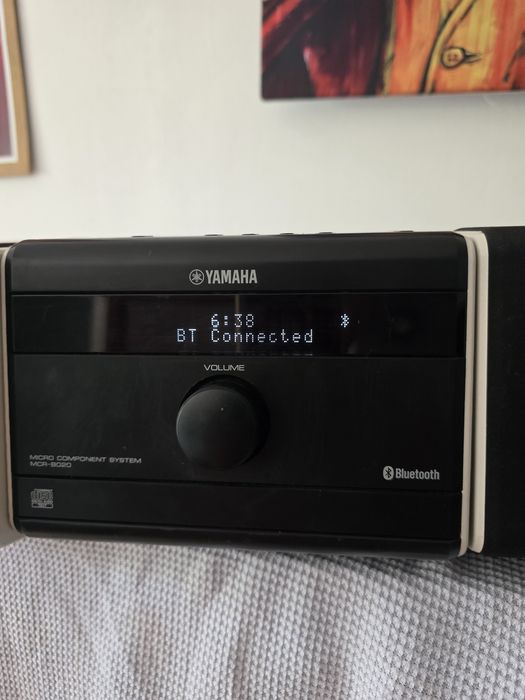 YAMAHA
6:38
BT Connected
VOLUME
MICRO COMPONENT SYSTEM
MCR-B020
Bluetooth